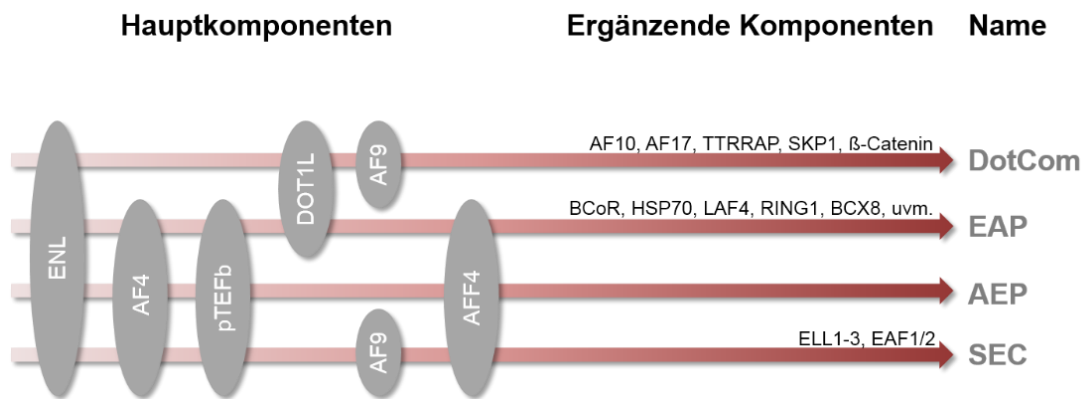 Hauptkomponenten Ergänzende Komponenten Name
AF10, AF17, TTRRAP, SKP1, ß-Catenin
DotCom
BCoR, HSP70, LAF4, RING1, BCX8, uvm.
EAP
AEP
ELL1-3, EAF1/2
SEC
ENL
AF4
pTEFb
DOT1L
AF9
AF9
AFF4